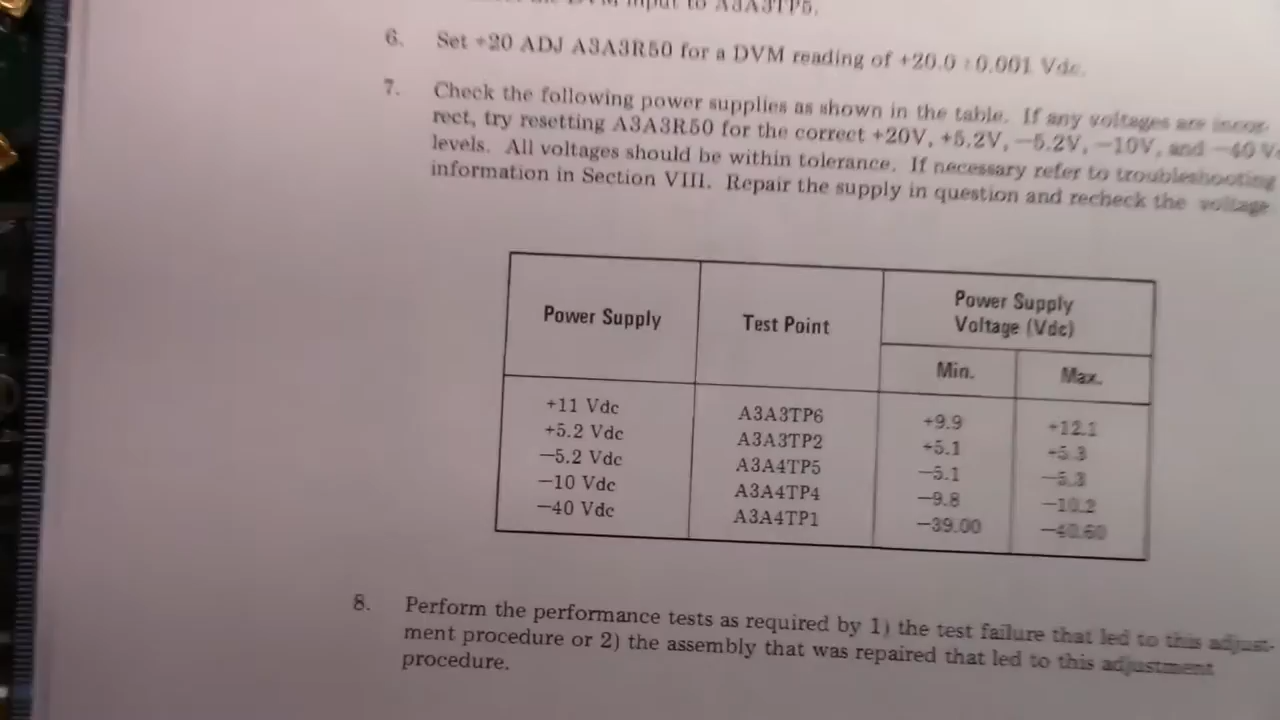 DVM input to A3A3TP5.
6. Set +20 ADJ A3A3R50 for a DVM reading of +20.0 ±0.001 Vdc.
7. Check the following power supplies as shown in the table. If any voltages are incor-
rect, try resetting A3A3R50 for the correct +20V, +5.2V, −5.2V, −10V, and −40
levels. All voltages should be within tolerance. If necessary refer to troubleshooting
information in Section VIII. Repair the supply in question and recheck the voltage
Power Supply Test Point Power Supply
Voltage (Vdc)
Min. Max.
+11 Vdc A3A3TP6 +9.9 +12.1
+5.2 Vdc A3A3TP2 +5.1 +5.3
−5.2 Vdc A3A4TP5 −5.1 −5.3
−10 Vdc A3A4TP4 −9.8 −10.2
−40 Vdc A3A4TP1 −39.00 −40.60
8. Perform the performance tests as required by 1) the test failure that led to this adjust-
ment procedure or 2) the assembly that was repaired that led to this adjustment
procedure.